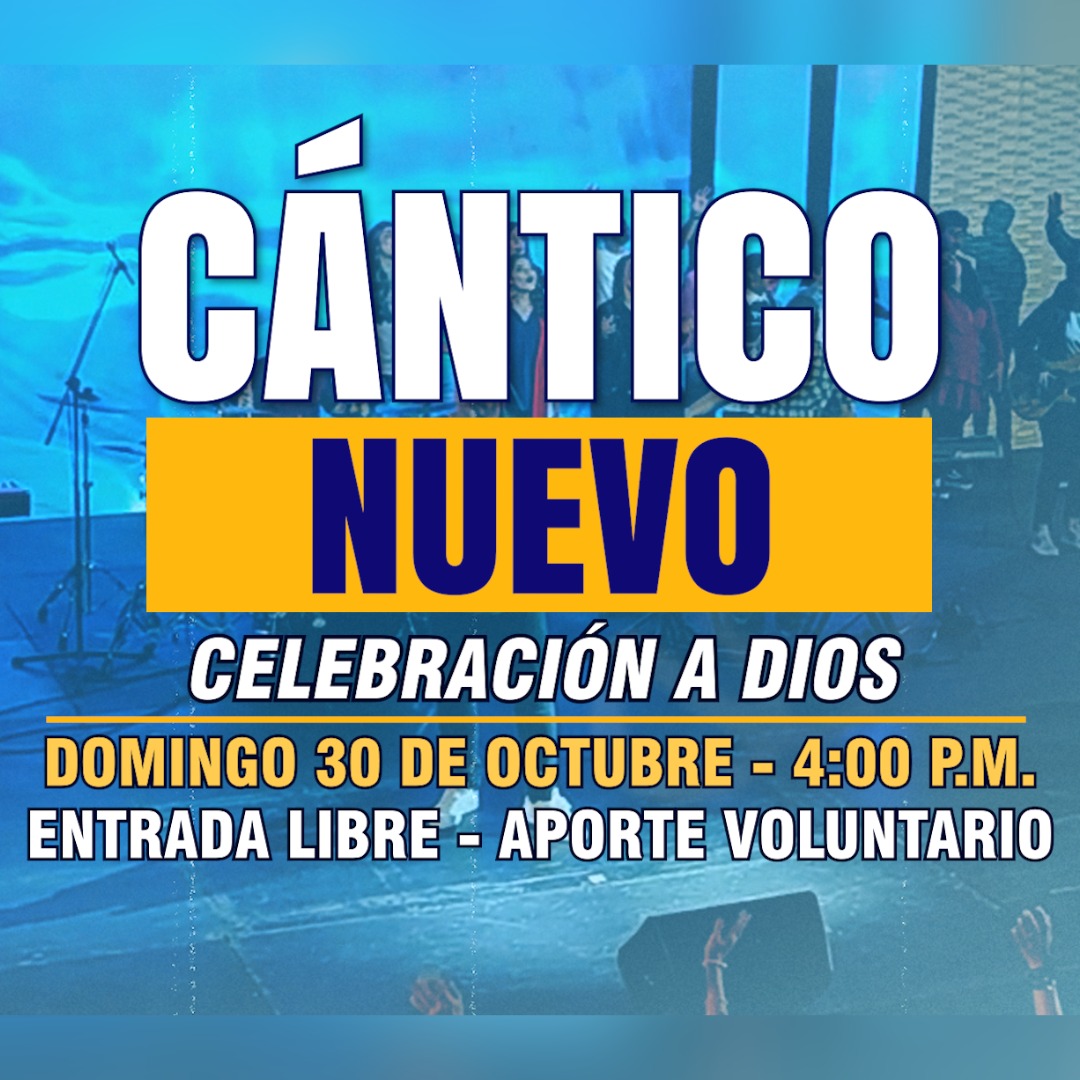 CÁNTICO
NUEVO
CELEBRACIÓN A DIOS
DOMINGO 30 DE OCTUBRE - 4:00 P.M.
ENTRADA LIBRE - APORTE VOLUNTARIO